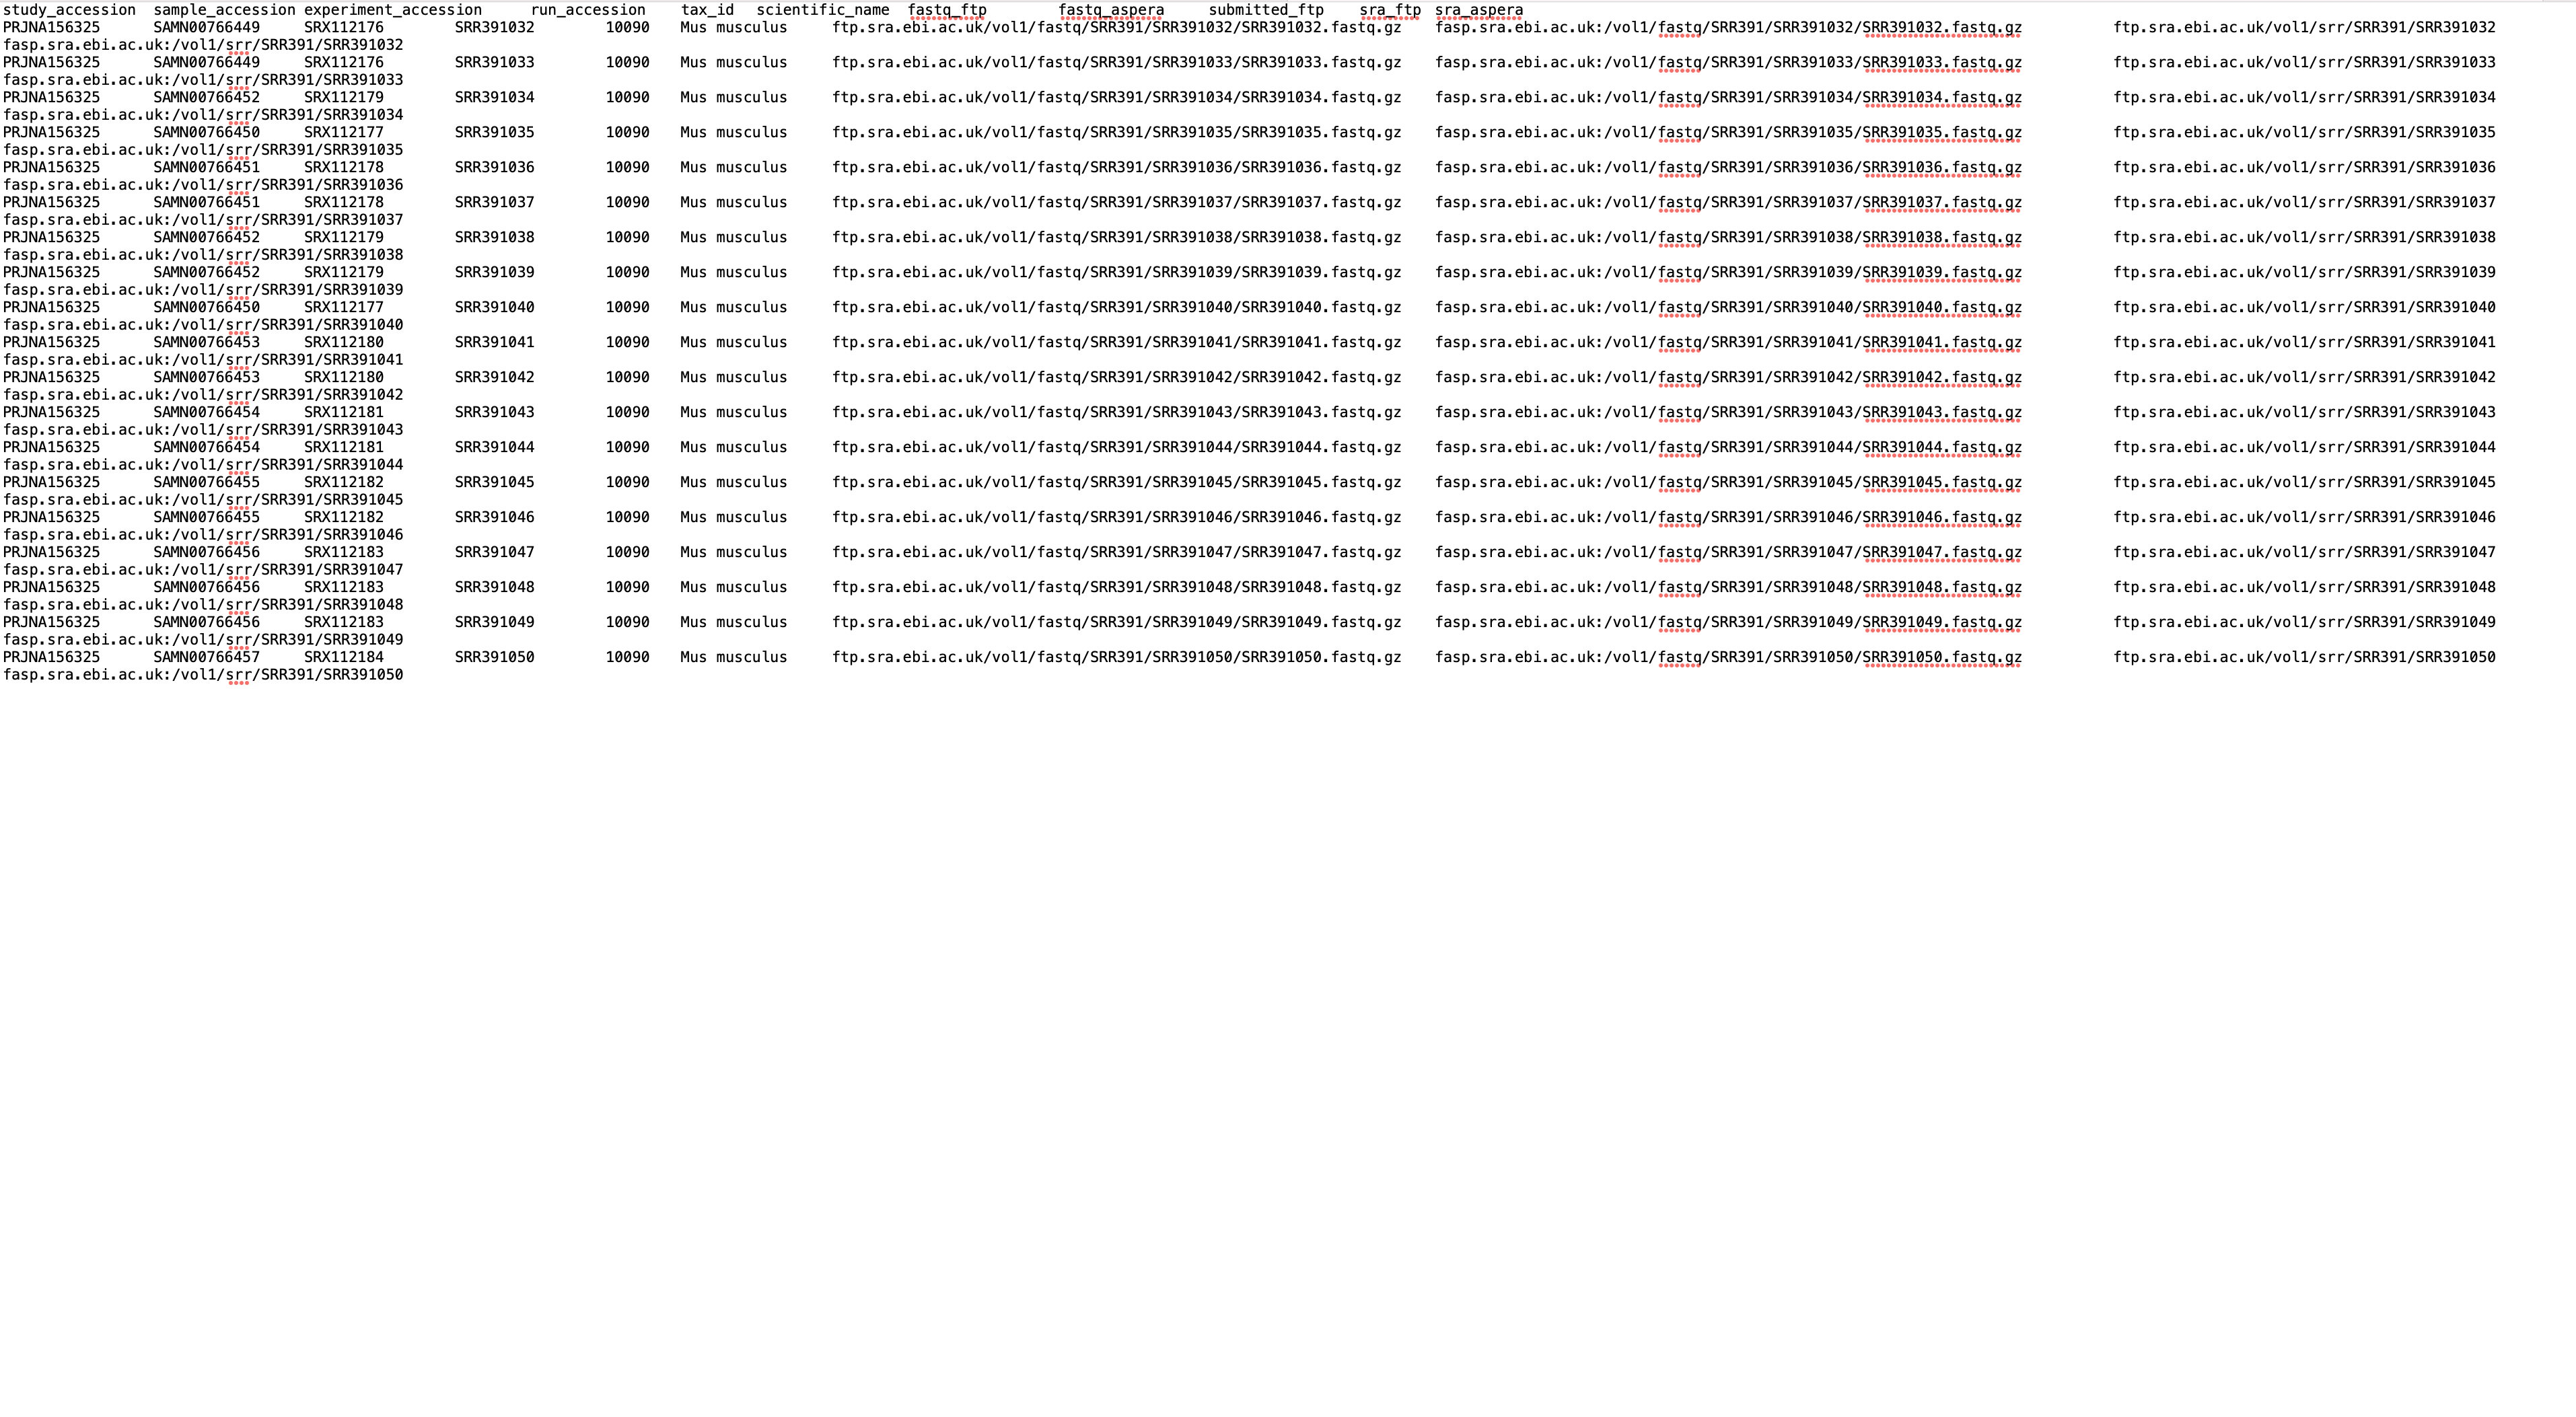 study_accession sample_accession experiment_accession run_accession tax_id scientific_name fastq_ftp fastq_aspera submitted_ftp sra_ftp sra_aspera
PRJNA156325 SAMN00766449 SRX112176 SRR391032 10090 Mus musculus ftp.sra.ebi.ac.uk/vol1/fastq/SRR391/SRR391032/SRR391032.fastq.gz fasp.sra.ebi.ac.uk:/vol1/fastq/SRR391/SRR391032/SRR391032.fastq.gz ftp.sra.ebi.ac.uk/vol1/srr/SRR391/SRR391032
fasp.sra.ebi.ac.uk:/vol1/srr/SRR391/SRR391032
PRJNA156325 SAMN00766449 SRX112176 SRR391033 10090 Mus musculus ftp.sra.ebi.ac.uk/vol1/fastq/SRR391/SRR391033/SRR391033.fastq.gz fasp.sra.ebi.ac.uk:/vol1/fastq/SRR391/SRR391033/SRR391033.fastq.gz ftp.sra.ebi.ac.uk/vol1/srr/SRR391/SRR391033
fasp.sra.ebi.ac.uk:/vol1/srr/SRR391/SRR391033
PRJNA156325 SAMN00766452 SRX112179 SRR391034 10090 Mus musculus ftp.sra.ebi.ac.uk/vol1/fastq/SRR391/SRR391034/SRR391034.fastq.gz fasp.sra.ebi.ac.uk:/vol1/fastq/SRR391/SRR391034/SRR391034.fastq.gz ftp.sra.ebi.ac.uk/vol1/srr/SRR391/SRR391034
fasp.sra.ebi.ac.uk:/vol1/srr/SRR391/SRR391034
PRJNA156325 SAMN00766450 SRX112177 SRR391035 10090 Mus musculus ftp.sra.ebi.ac.uk/vol1/fastq/SRR391/SRR391035/SRR391035.fastq.gz fasp.sra.ebi.ac.uk:/vol1/fastq/SRR391/SRR391035/SRR391035.fastq.gz ftp.sra.ebi.ac.uk/vol1/srr/SRR391/SRR391035
fasp.sra.ebi.ac.uk:/vol1/srr/SRR391/SRR391035
PRJNA156325 SAMN00766451 SRX112178 SRR391036 10090 Mus musculus ftp.sra.ebi.ac.uk/vol1/fastq/SRR391/SRR391036/SRR391036.fastq.gz fasp.sra.ebi.ac.uk:/vol1/fastq/SRR391/SRR391036/SRR391036.fastq.gz ftp.sra.ebi.ac.uk/vol1/srr/SRR391/SRR391036
fasp.sra.ebi.ac.uk:/vol1/srr/SRR391/SRR391036
PRJNA156325 SAMN00766451 SRX112178 SRR391037 10090 Mus musculus ftp.sra.ebi.ac.uk/vol1/fastq/SRR391/SRR391037/SRR391037.fastq.gz fasp.sra.ebi.ac.uk:/vol1/fastq/SRR391/SRR391037/SRR391037.fastq.gz ftp.sra.ebi.ac.uk/vol1/srr/SRR391/SRR391037
fasp.sra.ebi.ac.uk:/vol1/srr/SRR391/SRR391037
PRJNA156325 SAMN00766452 SRX112179 SRR391038 10090 Mus musculus ftp.sra.ebi.ac.uk/vol1/fastq/SRR391/SRR391038/SRR391038.fastq.gz fasp.sra.ebi.ac.uk:/vol1/fastq/SRR391/SRR391038/SRR391038.fastq.gz ftp.sra.ebi.ac.uk/vol1/srr/SRR391/SRR391038
fasp.sra.ebi.ac.uk:/vol1/srr/SRR391/SRR391038
PRJNA156325 SAMN00766452 SRX112179 SRR391039 10090 Mus musculus ftp.sra.ebi.ac.uk/vol1/fastq/SRR391/SRR391039/SRR391039.fastq.gz fasp.sra.ebi.ac.uk:/vol1/fastq/SRR391/SRR391039/SRR391039.fastq.gz ftp.sra.ebi.ac.uk/vol1/srr/SRR391/SRR391039
fasp.sra.ebi.ac.uk:/vol1/srr/SRR391/SRR391039
PRJNA156325 SAMN00766450 SRX112177 SRR391040 10090 Mus musculus ftp.sra.ebi.ac.uk/vol1/fastq/SRR391/SRR391040/SRR391040.fastq.gz fasp.sra.ebi.ac.uk:/vol1/fastq/SRR391/SRR391040/SRR391040.fastq.gz ftp.sra.ebi.ac.uk/vol1/srr/SRR391/SRR391040
fasp.sra.ebi.ac.uk:/vol1/srr/SRR391/SRR391040
PRJNA156325 SAMN00766453 SRX112180 SRR391041 10090 Mus musculus ftp.sra.ebi.ac.uk/vol1/fastq/SRR391/SRR391041/SRR391041.fastq.gz fasp.sra.ebi.ac.uk:/vol1/fastq/SRR391/SRR391041/SRR391041.fastq.gz ftp.sra.ebi.ac.uk/vol1/srr/SRR391/SRR391041
fasp.sra.ebi.ac.uk:/vol1/srr/SRR391/SRR391041
PRJNA156325 SAMN00766453 SRX112180 SRR391042 10090 Mus musculus ftp.sra.ebi.ac.uk/vol1/fastq/SRR391/SRR391042/SRR391042.fastq.gz fasp.sra.ebi.ac.uk:/vol1/fastq/SRR391/SRR391042/SRR391042.fastq.gz ftp.sra.ebi.ac.uk/vol1/srr/SRR391/SRR391042
fasp.sra.ebi.ac.uk:/vol1/srr/SRR391/SRR391042
PRJNA156325 SAMN00766454 SRX112181 SRR391043 10090 Mus musculus ftp.sra.ebi.ac.uk/vol1/fastq/SRR391/SRR391043/SRR391043.fastq.gz fasp.sra.ebi.ac.uk:/vol1/fastq/SRR391/SRR391043/SRR391043.fastq.gz ftp.sra.ebi.ac.uk/vol1/srr/SRR391/SRR391043
fasp.sra.ebi.ac.uk:/vol1/srr/SRR391/SRR391043
PRJNA156325 SAMN00766454 SRX112181 SRR391044 10090 Mus musculus ftp.sra.ebi.ac.uk/vol1/fastq/SRR391/SRR391044/SRR391044.fastq.gz fasp.sra.ebi.ac.uk:/vol1/fastq/SRR391/SRR391044/SRR391044.fastq.gz ftp.sra.ebi.ac.uk/vol1/srr/SRR391/SRR391044
fasp.sra.ebi.ac.uk:/vol1/srr/SRR391/SRR391044
PRJNA156325 SAMN00766455 SRX112182 SRR391045 10090 Mus musculus ftp.sra.ebi.ac.uk/vol1/fastq/SRR391/SRR391045/SRR391045.fastq.gz fasp.sra.ebi.ac.uk:/vol1/fastq/SRR391/SRR391045/SRR391045.fastq.gz ftp.sra.ebi.ac.uk/vol1/srr/SRR391/SRR391045
fasp.sra.ebi.ac.uk:/vol1/srr/SRR391/SRR391045
PRJNA156325 SAMN00766455 SRX112182 SRR391046 10090 Mus musculus ftp.sra.ebi.ac.uk/vol1/fastq/SRR391/SRR391046/SRR391046.fastq.gz fasp.sra.ebi.ac.uk:/vol1/fastq/SRR391/SRR391046/SRR391046.fastq.gz ftp.sra.ebi.ac.uk/vol1/srr/SRR391/SRR391046
fasp.sra.ebi.ac.uk:/vol1/srr/SRR391/SRR391046
PRJNA156325 SAMN00766456 SRX112183 SRR391047 10090 Mus musculus ftp.sra.ebi.ac.uk/vol1/fastq/SRR391/SRR391047/SRR391047.fastq.gz fasp.sra.ebi.ac.uk:/vol1/fastq/SRR391/SRR391047/SRR391047.fastq.gz ftp.sra.ebi.ac.uk/vol1/srr/SRR391/SRR391047
fasp.sra.ebi.ac.uk:/vol1/srr/SRR391/SRR391047
PRJNA156325 SAMN00766456 SRX112183 SRR391048 10090 Mus musculus ftp.sra.ebi.ac.uk/vol1/fastq/SRR391/SRR391048/SRR391048.fastq.gz fasp.sra.ebi.ac.uk:/vol1/fastq/SRR391/SRR391048/SRR391048.fastq.gz ftp.sra.ebi.ac.uk/vol1/srr/SRR391/SRR391048
fasp.sra.ebi.ac.uk:/vol1/srr/SRR391/SRR391048
PRJNA156325 SAMN00766456 SRX112183 SRR391049 10090 Mus musculus ftp.sra.ebi.ac.uk/vol1/fastq/SRR391/SRR391049/SRR391049.fastq.gz fasp.sra.ebi.ac.uk:/vol1/fastq/SRR391/SRR391049/SRR391049.fastq.gz ftp.sra.ebi.ac.uk/vol1/srr/SRR391/SRR391049
fasp.sra.ebi.ac.uk:/vol1/srr/SRR391/SRR391049
PRJNA156325 SAMN00766457 SRX112184 SRR391050 10090 Mus musculus ftp.sra.ebi.ac.uk/vol1/fastq/SRR391/SRR391050/SRR391050.fastq.gz fasp.sra.ebi.ac.uk:/vol1/fastq/SRR391/SRR391050/SRR391050.fastq.gz ftp.sra.ebi.ac.uk/vol1/srr/SRR391/SRR391050
fasp.sra.ebi.ac.uk:/vol1/srr/SRR391/SRR391050